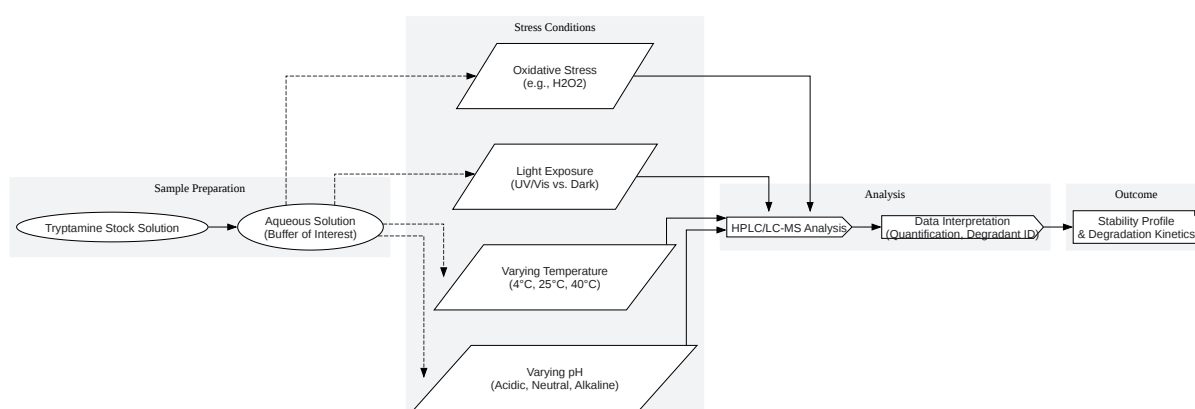 Stress Conditions
Oxidative Stress
(e.g., H2O2)
Light Exposure
(UV/Vis vs. Dark)
Sample Preparation
Tryptamine Stock Solution
Aqueous Solution
(Buffer of Interest)
Varying Temperature
(4°C, 25°C, 40°C)
Varying pH
(Acidic, Neutral, Alkaline)
Analysis
HPLC/LC-MS Analysis
Data Interpretation
(Quantification, Degradant ID)
Outcome
Stability Profile
& Degradation Kinetics